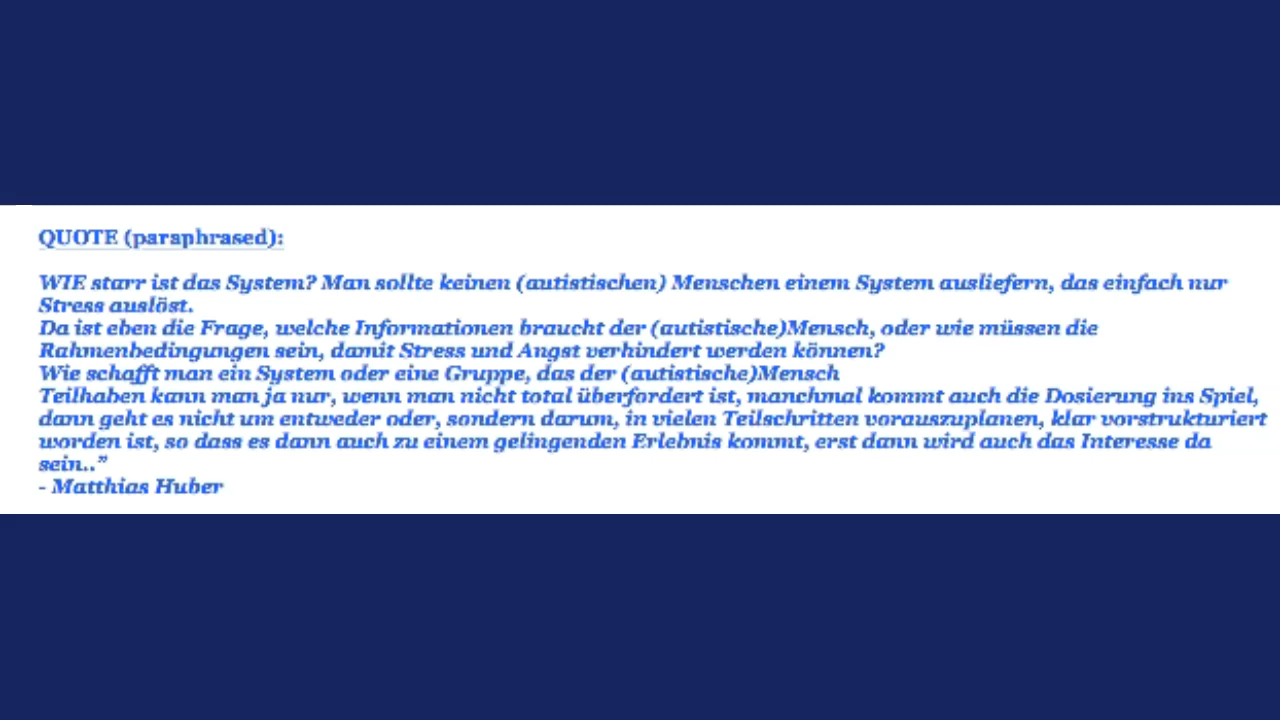 QUOTE (paraphrased):
WIE starr ist das System? Man sollte keinen (autistischen) Menschen einem System ausliefern, das einfach nur
Stress auslöst.
Da ist eben die Frage, welche Informationen braucht der (autistische)Mensch, oder wie müssen die
Rahmenbedingungen sein, damit Stress und Angst verhindert werden können?
Wie schafft man ein System oder eine Gruppe, das der (autistische)Mensch
Teilhaben kann man ja nur, wenn man nicht total überfordert ist, manchmal kommt auch die Dosierung ins Spiel,
dann geht es nicht um entweder oder, sondern darum, in vielen Teilschritten vorauszuplanen, klar vorstrukturiert
worden ist, so dass es dann auch zu einem gelingenden Erlebnis kommt, erst dann wird auch das Interesse da
sein..”
- Matthias Huber